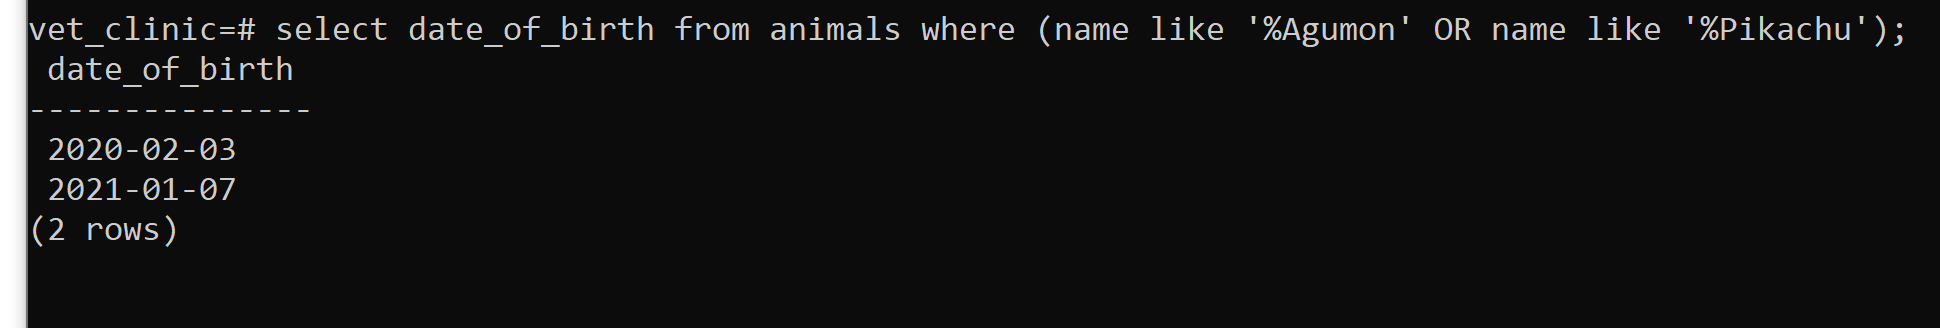 vet_clinic=# select date_of_birth from animals where (name like '%Agumon' OR name like '%Pikachu');
 date_of_birth
---------------
 2020-02-03
 2021-01-07
(2 rows)